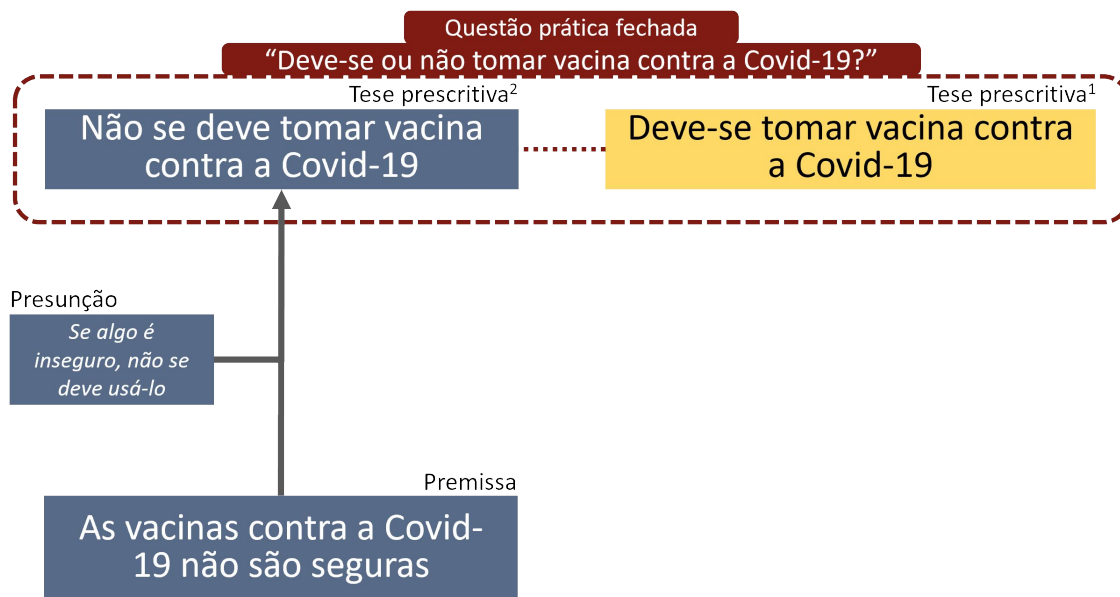 Questão prática fechada
“Deve-se ou não tomar vacina contra a Covid-19?”
Tese prescritiva²
Não se deve tomar vacina
contra a Covid-19
Tese prescritiva¹
Deve-se tomar vacina contra
a Covid-19
Presunção
Se algo é
inseguro, não se
deve usá-lo
Premissa
As vacinas contra a Covid-
19 não são seguras